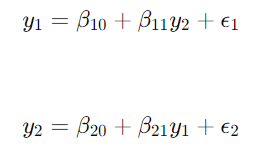 y₁ = β₁₀ + β₁₁y₂ + ϵ₁
y₂ = β₂₀ + β₂₁y₁ + ϵ₂